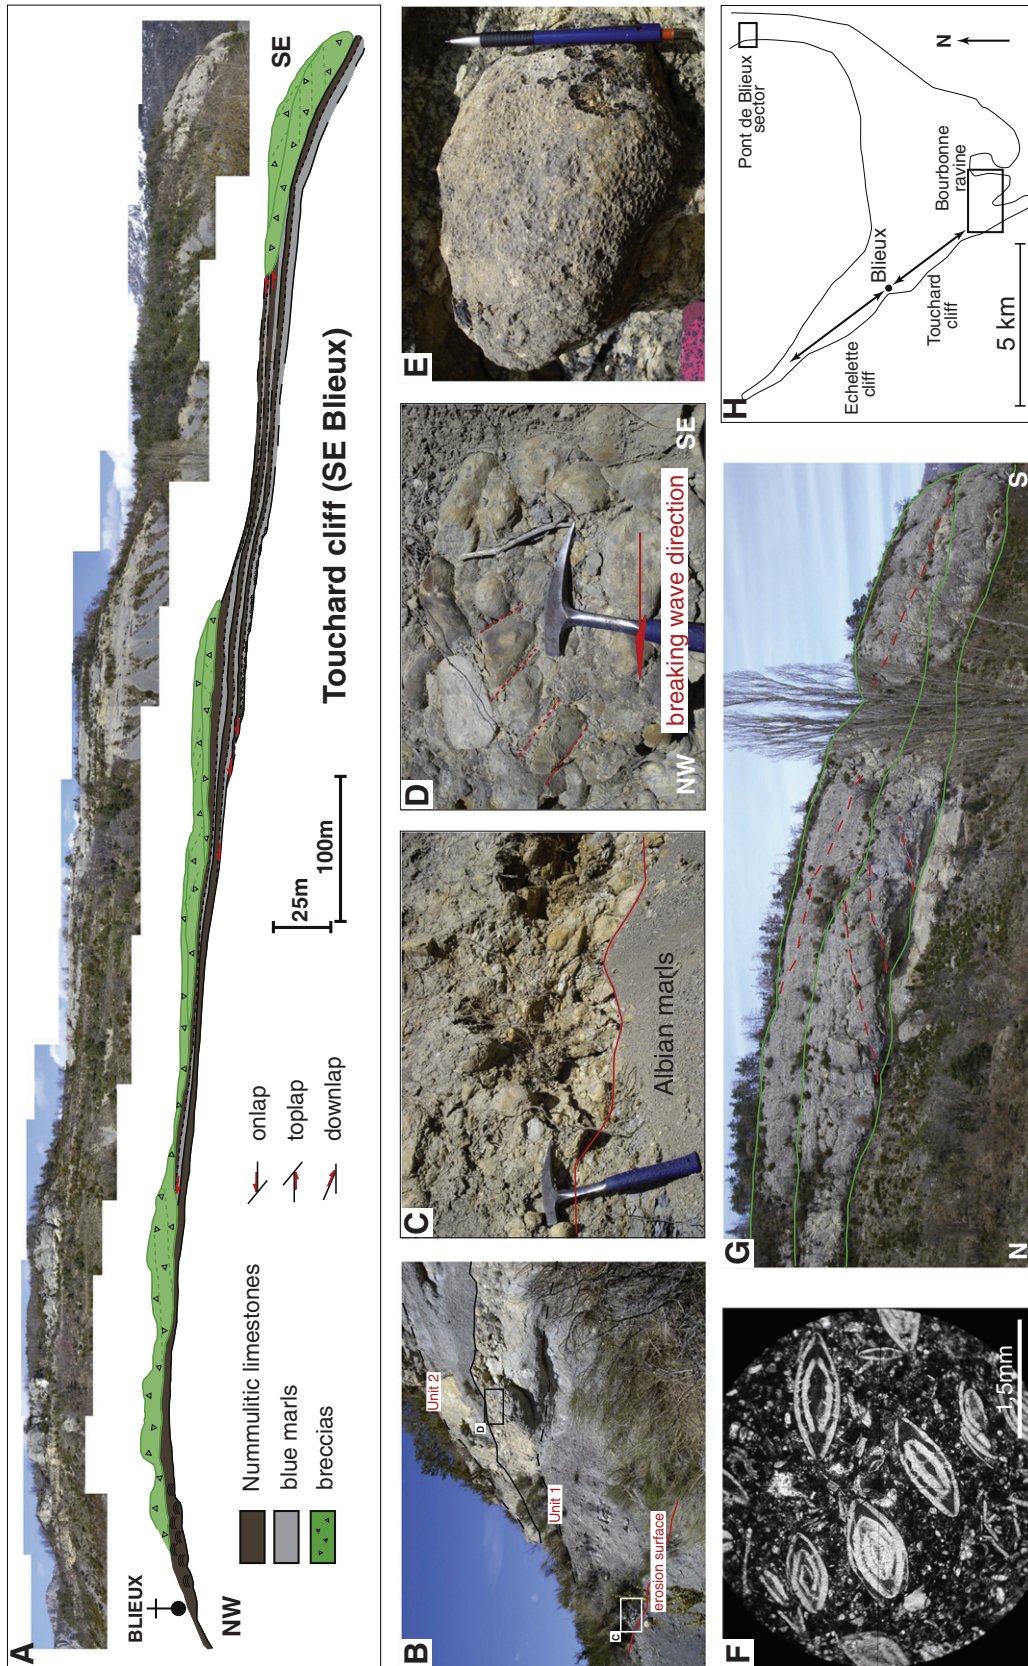 A
BLIEUX
NW
SE
Touchard cliff (SE Blieux)
25m
100m
Nummulitic limestones
blue marls
breccias
onlap
toplap
downlap
B
Unit 2
D
Unit 1
C
erosion surface
C
Albian marls
D
NW
SE
breaking wave direction
E
F
1,5mm
G
N
S
H
Pont de Blieux
sector
N
Bourbonne
ravine
Blieux
Touchard
cliff
Echelette
cliff
5 km